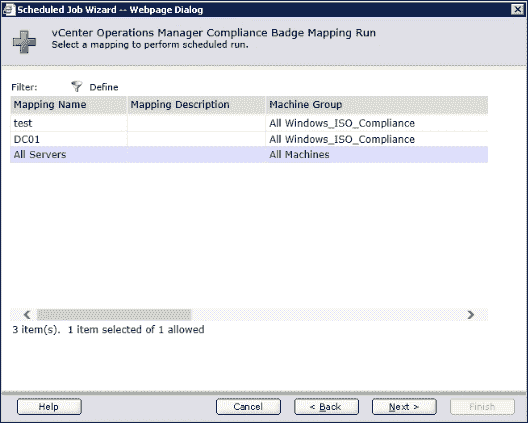 Scheduled Job Wizard -- Webpage Dialog
vCenter Operations Manager Compliance Badge Mapping Run
Select a mapping to perform scheduled run.
Filter: Define
Mapping Name Mapping Description Machine Group
test All Windows_ISO_Compliance
DC01 All Windows_ISO_Compliance
All Servers All Machines
3 item(s). 1 item selected of 1 allowed
Help Cancel < Back Next > Finish